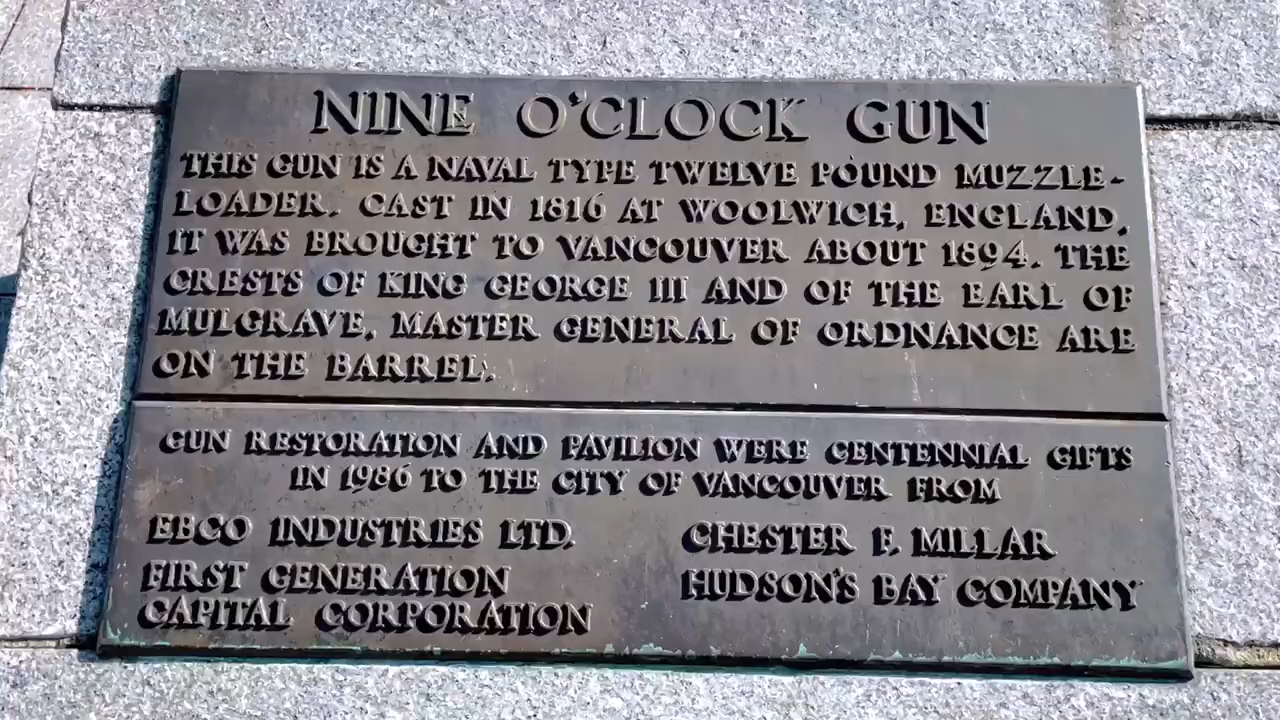 NINE O'CLOCK GUN
THIS GUN IS A NAVAL TYPE TWELVE POUND MUZZLE-
LOADER. CAST IN 1816 AT WOOLWICH, ENGLAND,
IT WAS BROUGHT TO VANCOUVER ABOUT 1894. THE
CRESTS OF KING GEORGE III AND OF THE EARL OF
MULGRAVE, MASTER GENERAL OF ORDNANCE ARE
ON THE BARREL.
GUN RESTORATION AND PAVILION WERE CENTENNIAL GIFTS
IN 1986 TO THE CITY OF VANCOUVER FROM
EBCO INDUSTRIES LTD.
FIRST GENERATION
CAPITAL CORPORATION
CHESTER F. MILLAR
HUDSON'S BAY COMPANY